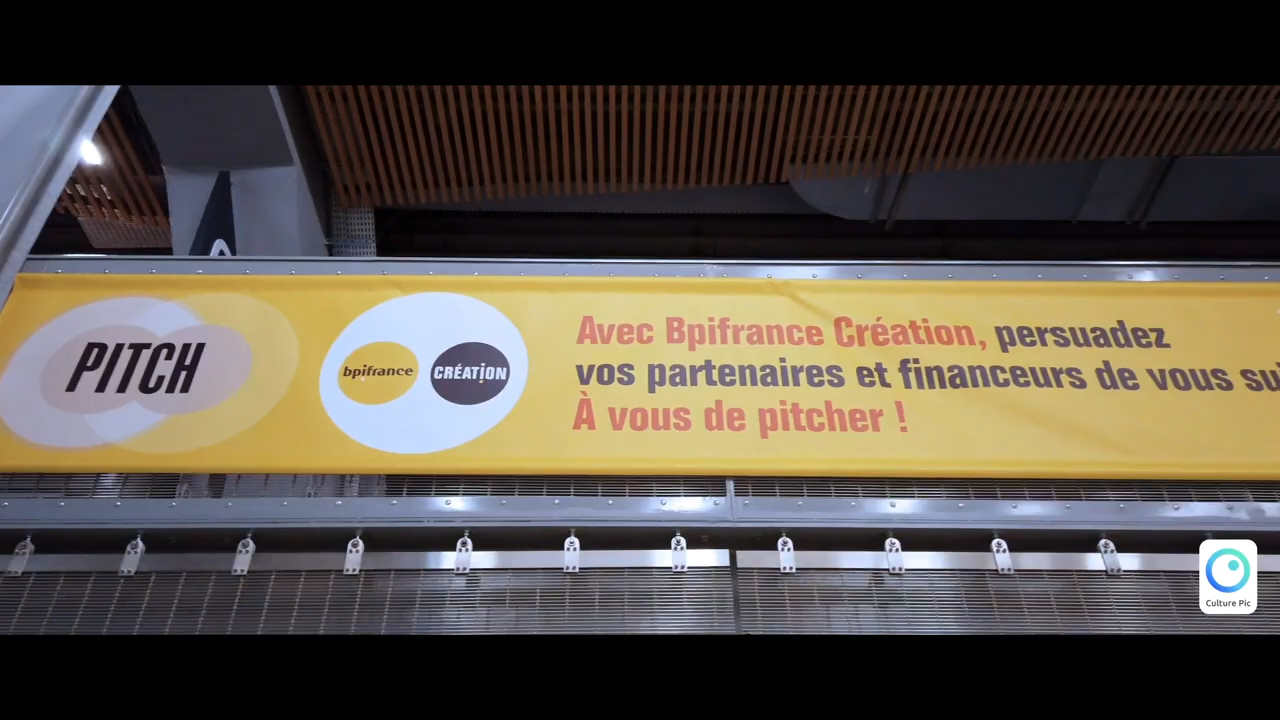 PITCH
bpifrance
CRÉATION
Avec Bpifrance Création, persuadez
vos partenaires et financeurs de vous
À vous de pitcher !
Culture Pic